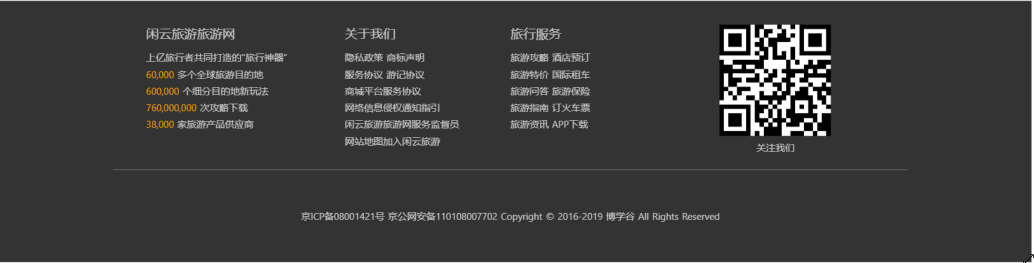 闲云旅游旅游网
上亿旅行者共同打造的"旅行神器"
60,000 多个全球旅游目的地
600,000 个细分目的地新玩法
760,000,000 次攻略下载
38,000 家旅游产品供应商
关于我们
隐私政策 商标声明
服务协议 游记协议
商城平台服务协议
网络信息侵权通知指引
闲云旅游旅游网服务监督员
网站地图加入闲云旅游
旅行服务
旅游攻略 酒店预订
旅游特价 国际租车
旅游问答 旅游保险
旅游指南 订火车票
旅游资讯 APP下载
关注我们
京ICP备08001421号 京公网安备110108007702 Copyright © 2016-2019 博学谷 All Rights Reserved